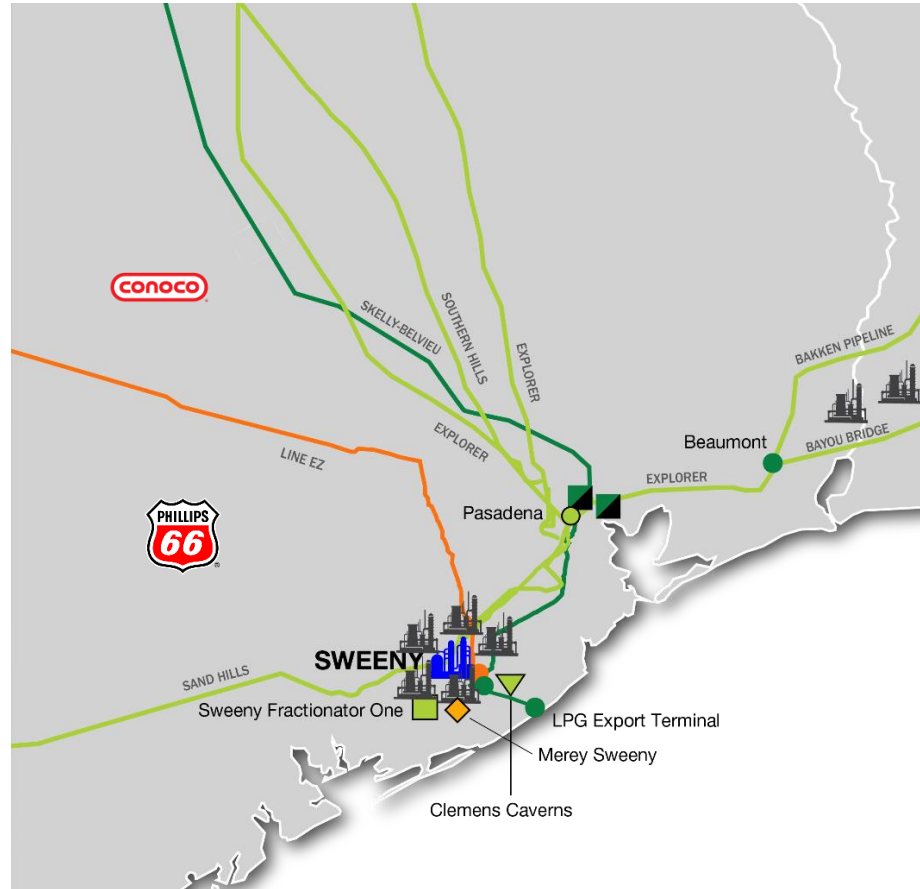 conoco
SKELLY-BELVIEU
SOUTHERN HILLS
EXPLORER
BAKKEN PIPELINE
LINE EZ
EXPLORER
Beaumont
BAYOU BRIDGE
EXPLORER
Pasadena
PHILLIPS
66
SWEENY
SAND HILLS
Sweeny Fractionator One
LPG Export Terminal
Merey Sweeny
Clemens Caverns